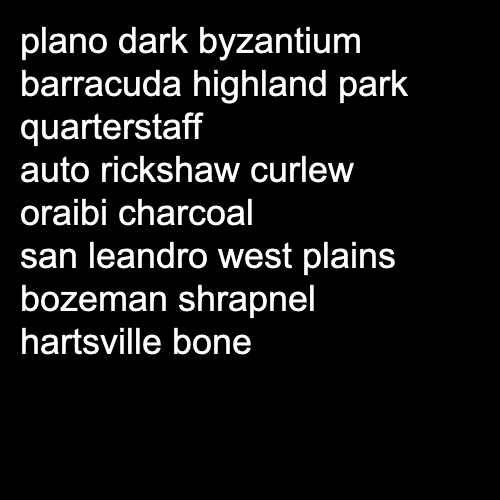 plano dark byzantium
barracuda highland park
quarterstaff
auto rickshaw curlew
oraibi charcoal
san leandro west plains
bozeman shrapnel
hartsville bone